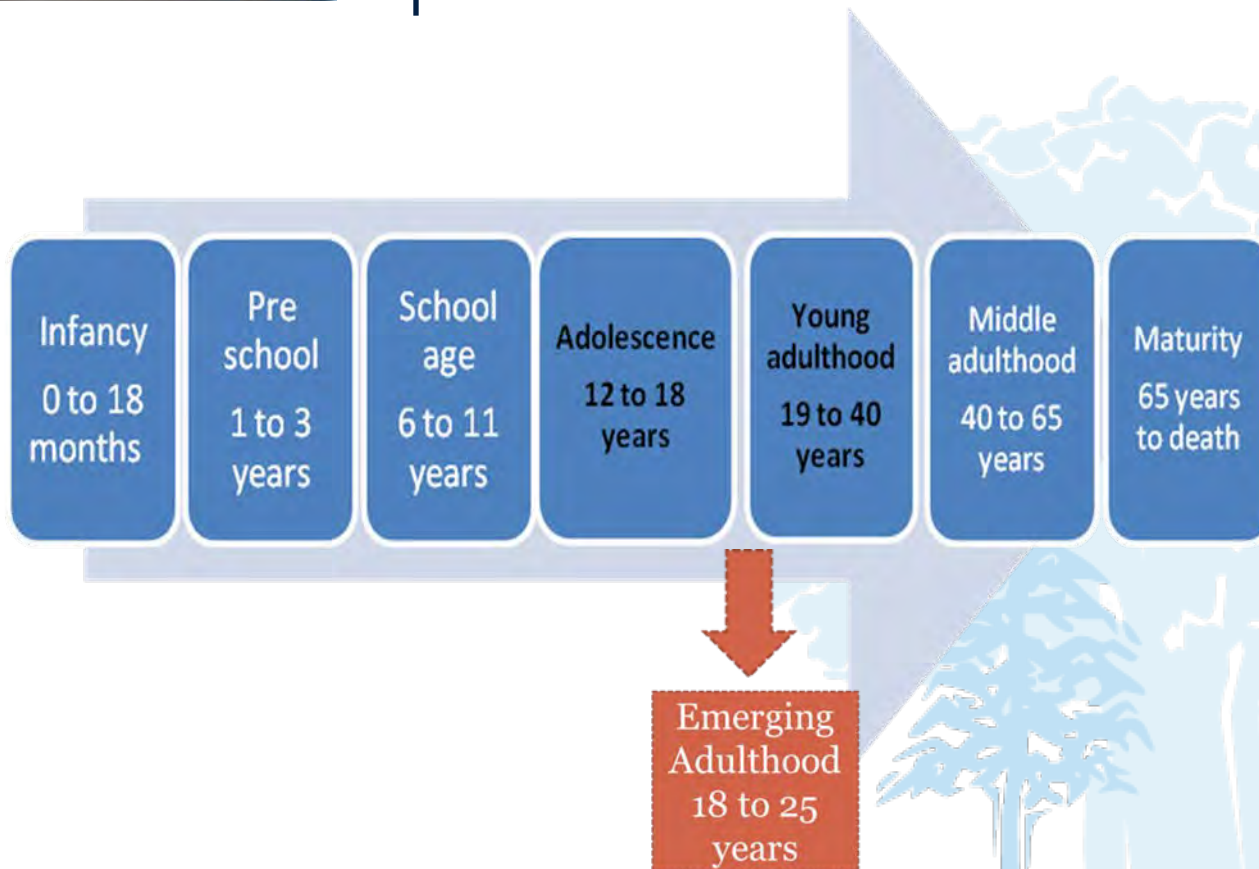 Infancy
0 to 18
months
Pre
school
1 to 3
years
School
age
6 to 11
years
Adolescence
12 to 18
years
Young
adulthood
19 to 40
years
Middle
adulthood
40 to 65
years
Maturity
65 years
to death
Emerging
Adulthood
18 to 25
years